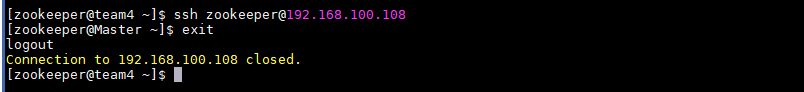 [zookeeper@team4 ~]$ ssh zookeeper@192.168.100.108
[zookeeper@Master ~]$ exit
logout
Connection to 192.168.100.108 closed.
[zookeeper@team4 ~]$